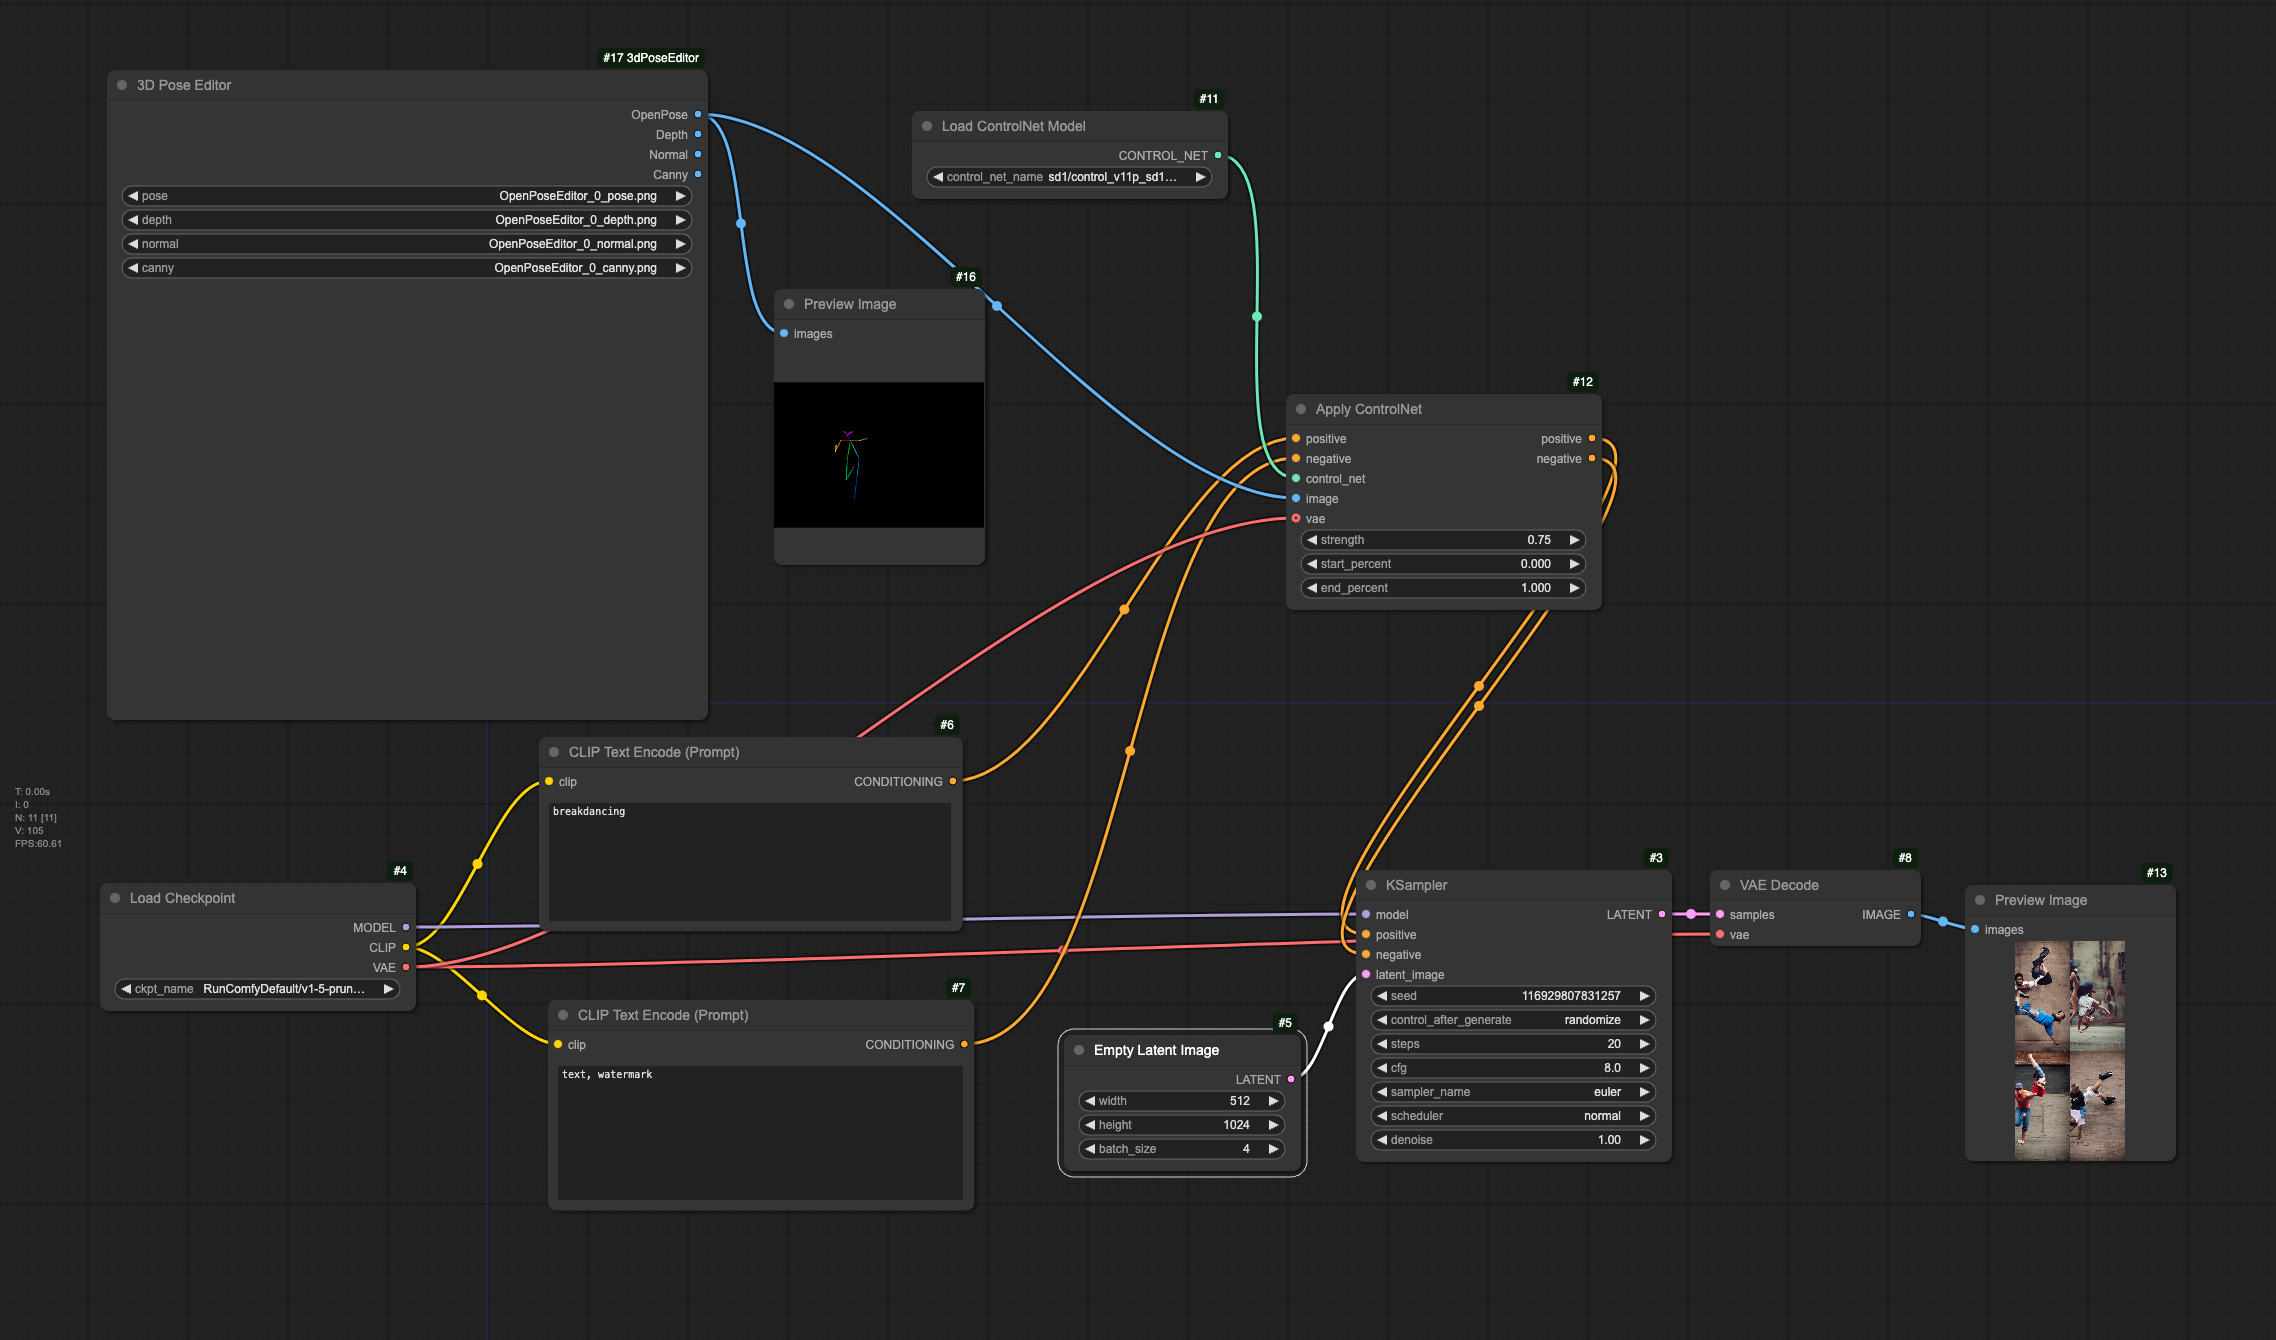 #17 3dPoseEditor
3D Pose Editor
OpenPose
Depth
Normal
Canny
pose OpenPoseEditor_0_pose.png
depth OpenPoseEditor_0_depth.png
normal OpenPoseEditor_0_normal.png
canny OpenPoseEditor_0_canny.png
#11
Load ControlNet Model
CONTROL_NET
control_net_name sd1/control_v11p_sd1...
#16
Preview Image
images
#12
Apply ControlNet
positive positive
negative negative
control_net
image
vae
strength 0.75
start_percent 0.000
end_percent 1.000
#6
CLIP Text Encode (Prompt)
clip CONDITIONING
breakdancing
T: 0.00s
I: 0
N: 11 [11]
V: 105
FPS:60.61
#4
Load Checkpoint
MODEL
CLIP
VAE
ckpt_name RunComfyDefault/v1-5-prun...
#7
CLIP Text Encode (Prompt)
clip CONDITIONING
text, watermark
#5
Empty Latent Image
LATENT
width 512
height 1024
batch_size 4
#3
KSampler
model LATENT
positive
negative
latent_image
seed 116929807831257
control_after_generate randomize
steps 20
cfg 8.0
sampler_name euler
scheduler normal
denoise 1.00
#8
VAE Decode
samples IMAGE
vae
#13
Preview Image
images